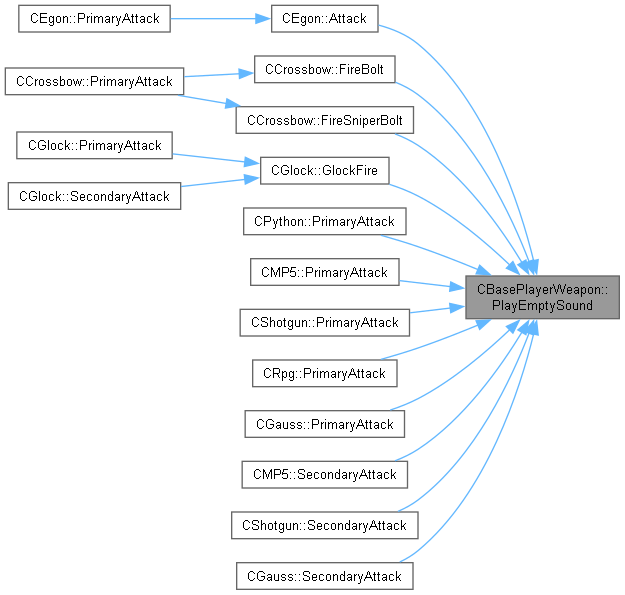 CEgon::PrimaryAttack
CEgon::Attack
CCrossbow::FireBolt
CCrossbow::PrimaryAttack
CCrossbow::FireSniperBolt
CGlock::PrimaryAttack
CGlock::GlockFire
CGlock::SecondaryAttack
CPython::PrimaryAttack
CMP5::PrimaryAttack
CBasePlayerWeapon::
PlayEmptySound
CShotgun::PrimaryAttack
CRpg::PrimaryAttack
CGauss::PrimaryAttack
CMP5::SecondaryAttack
CShotgun::SecondaryAttack
CGauss::SecondaryAttack